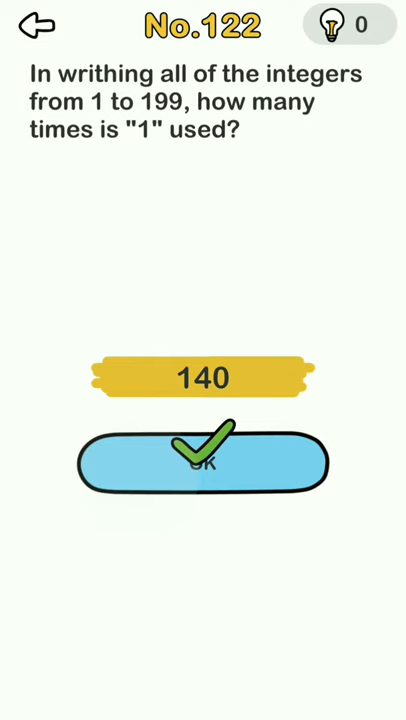 No.122
0
In writhing all of the integers
from 1 to 199, how many
times is "1" used?
140
OK